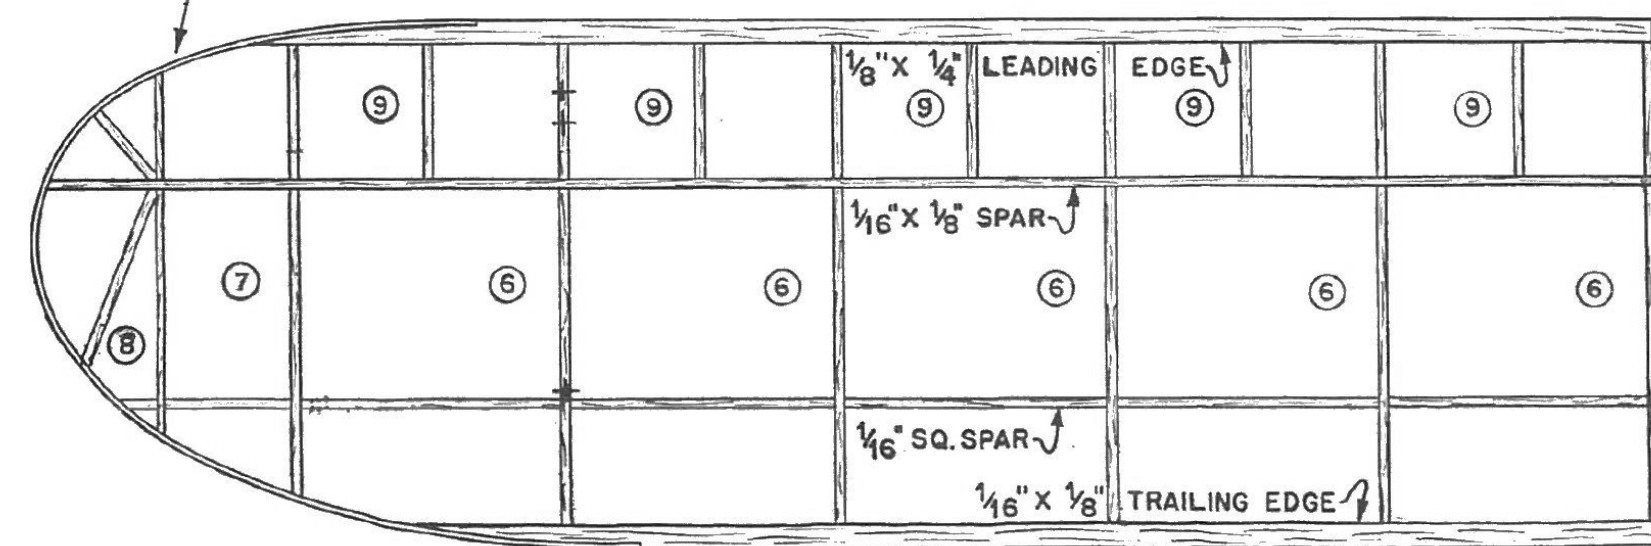 1/8" X 1/4" LEADING EDGE
9 9 9 9 9
1/16" X 1/8" SPAR
7 6 6 6 6 6
8
1/16" SQ. SPAR
1/16" X 1/8" TRAILING EDGE